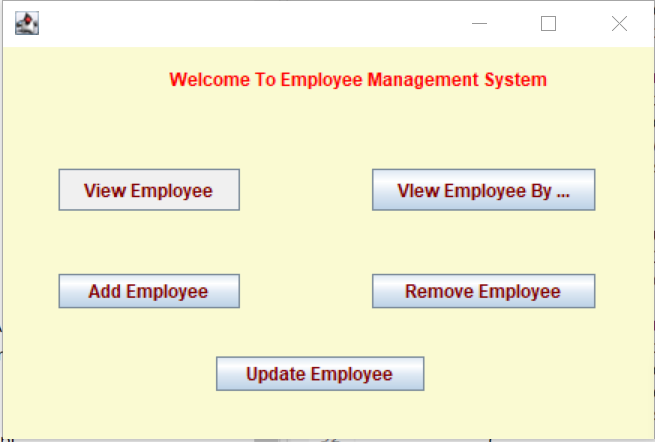 Welcome To Employee Management System
View Employee
VIew Employee By ...
Add Employee
Remove Employee
Update Employee